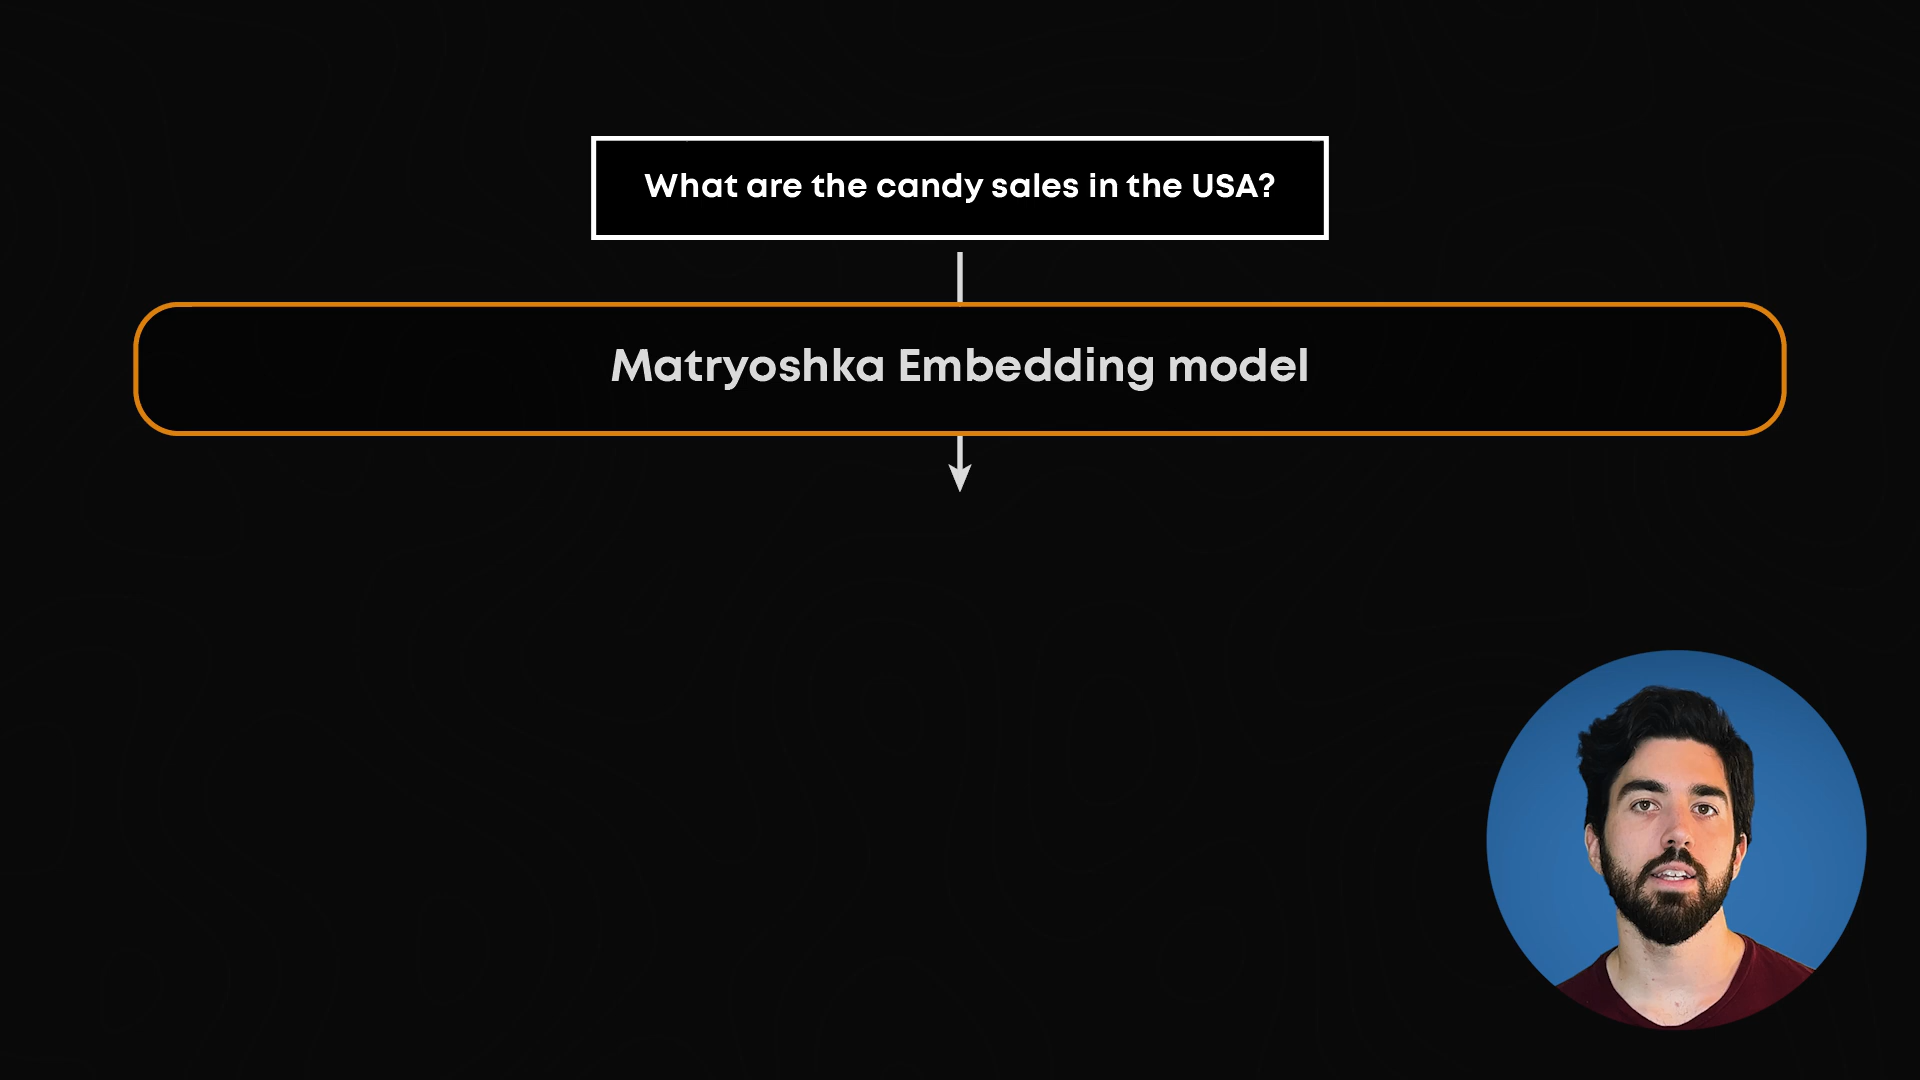 What are the candy sales in the USA?
Matryoshka Embedding model